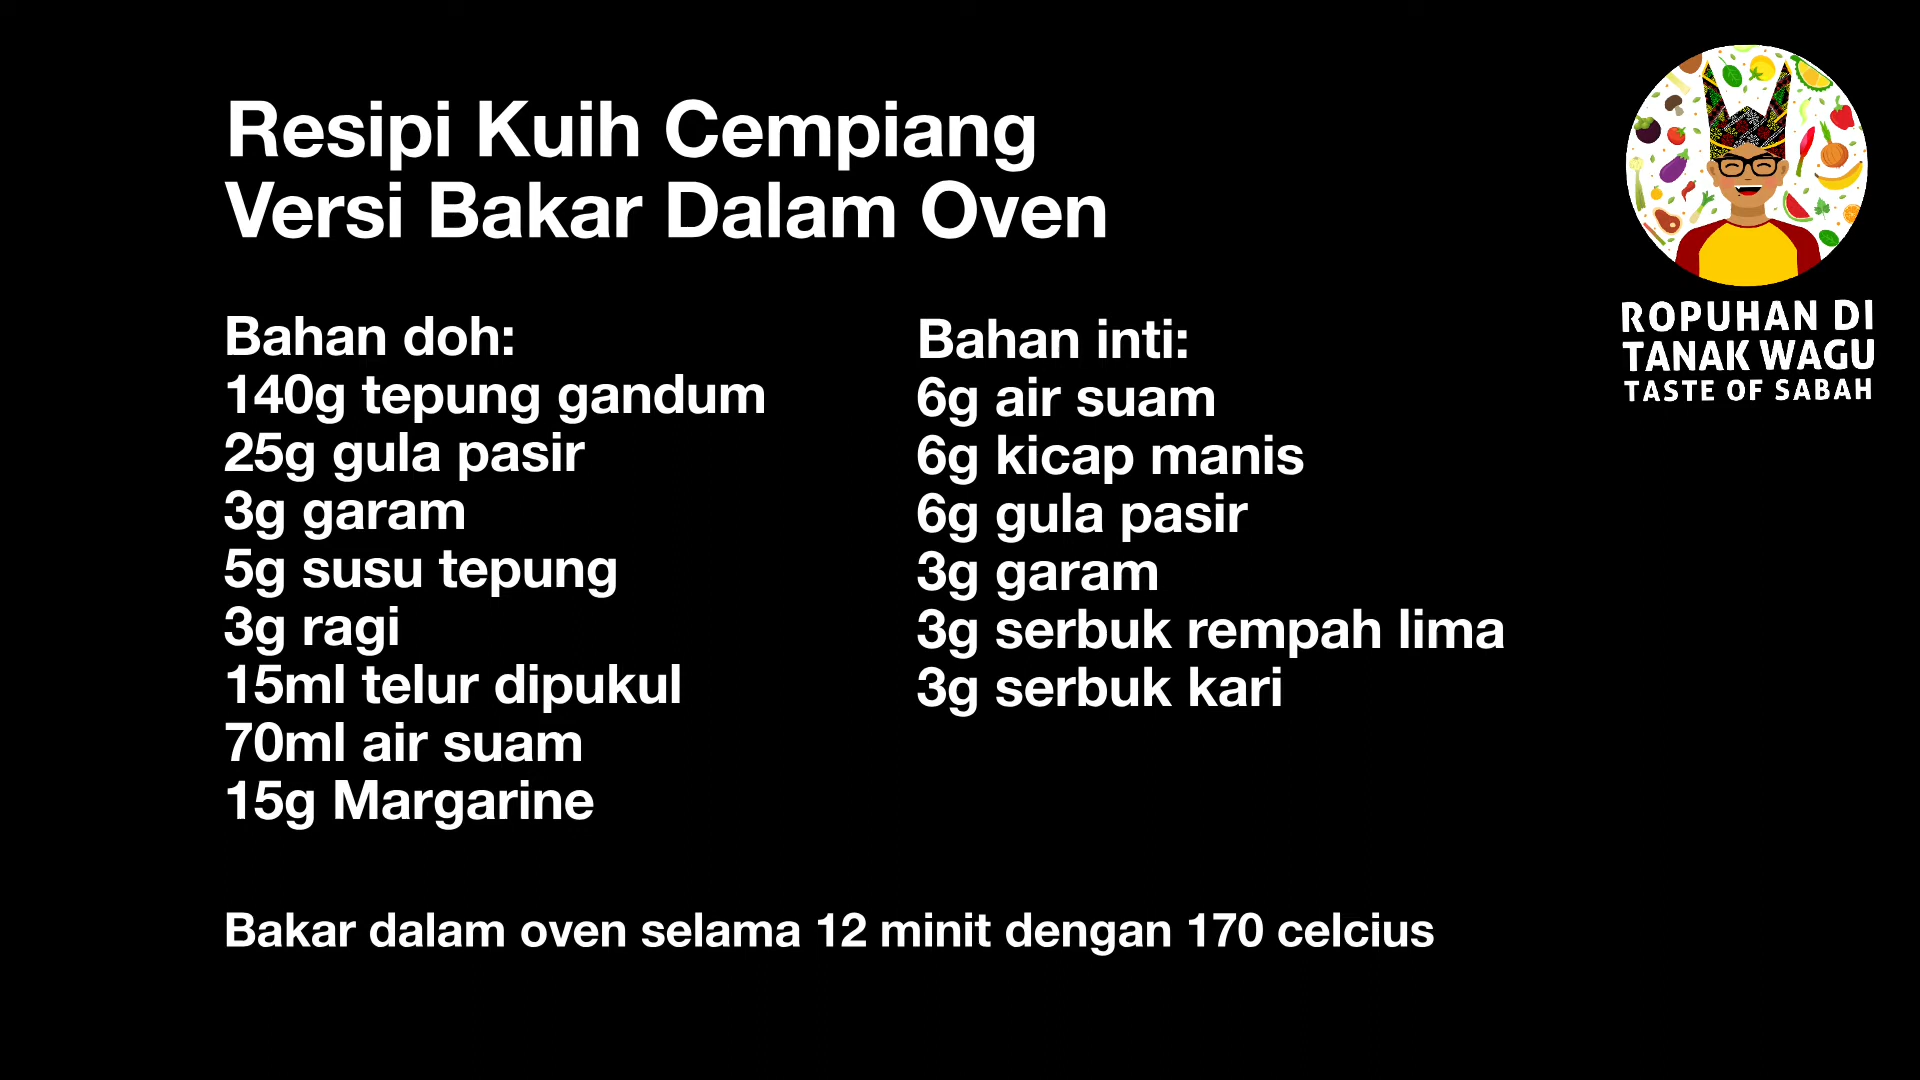 Resipi Kuih Cempiang
Versi Bakar Dalam Oven
Bahan doh:
140g tepung gandum
25g gula pasir
3g garam
5g susu tepung
3g ragi
15ml telur dipukul
70ml air suam
15g Margarine
Bahan inti:
6g air suam
6g kicap manis
6g gula pasir
3g garam
3g serbuk rempah lima
3g serbuk kari
Bakar dalam oven selama 12 minit dengan 170 celcius
ROPUHAN DI
TANAK WAGU
TASTE OF SABAH